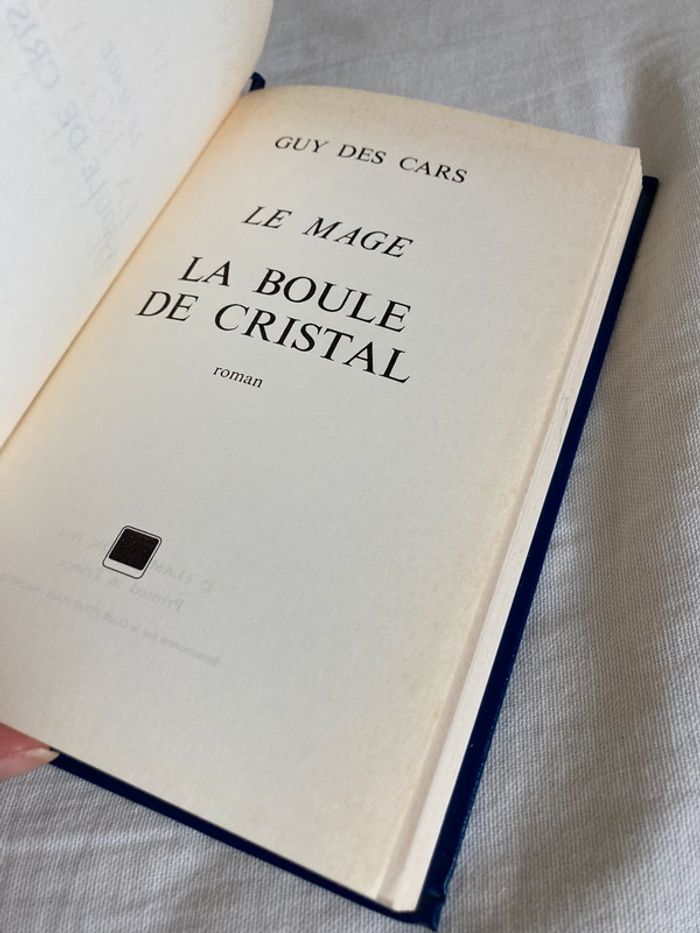 GUY DES CARS
LE MAGE
LA BOULE
DE CRISTAL
roman